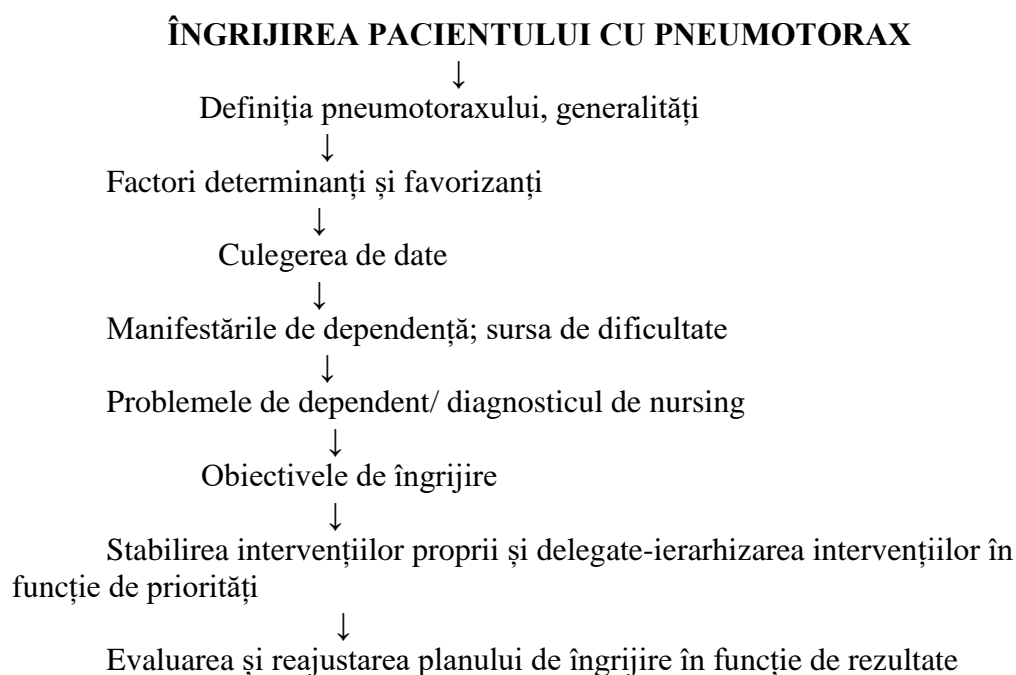 ÎNGRIJIREA PACIENTULUI CU PNEUMOTORAX
↓
Definiția pneumotoraxului, generalități
↓
Factori determinanți și favorizanți
↓
Culegerea de date
↓
Manifestările de dependență; sursa de dificultate
↓
Problemele de dependent/ diagnosticul de nursing
↓
Obiectivele de îngrijire
↓
Stabilirea intervențiilor proprii și delegate-ierarhizarea intervențiilor în
funcție de priorități
↓
Evaluarea și reajustarea planului de îngrijire în funcție de rezultate